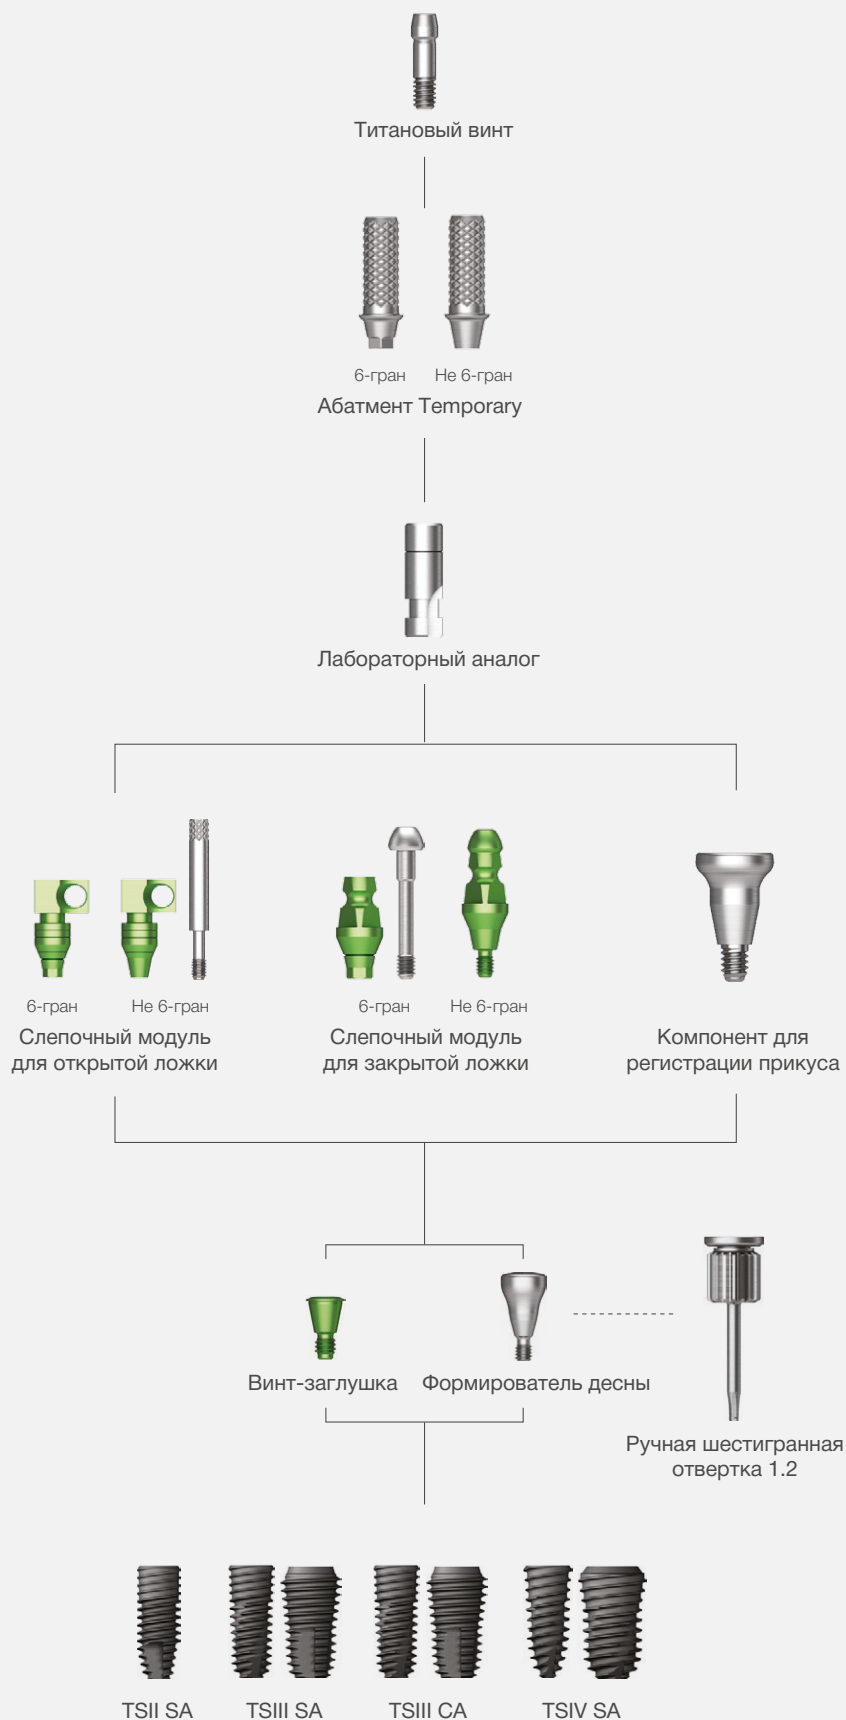 Титановый винт
6-гран
Не 6-гран
Абатмент Temporary
Лабораторный аналог
6-гран
Не 6-гран
Слепочный модуль
для открытой ложки
6-гран
Не 6-гран
Слепочный модуль
для закрытой ложки
Компонент для
регистрации прикуса
Винт-заглушка
Формирователь десны
Ручная шестигранная
отвертка 1.2
TSII SA
TSIII SA
TSIII CA
TSIV SA